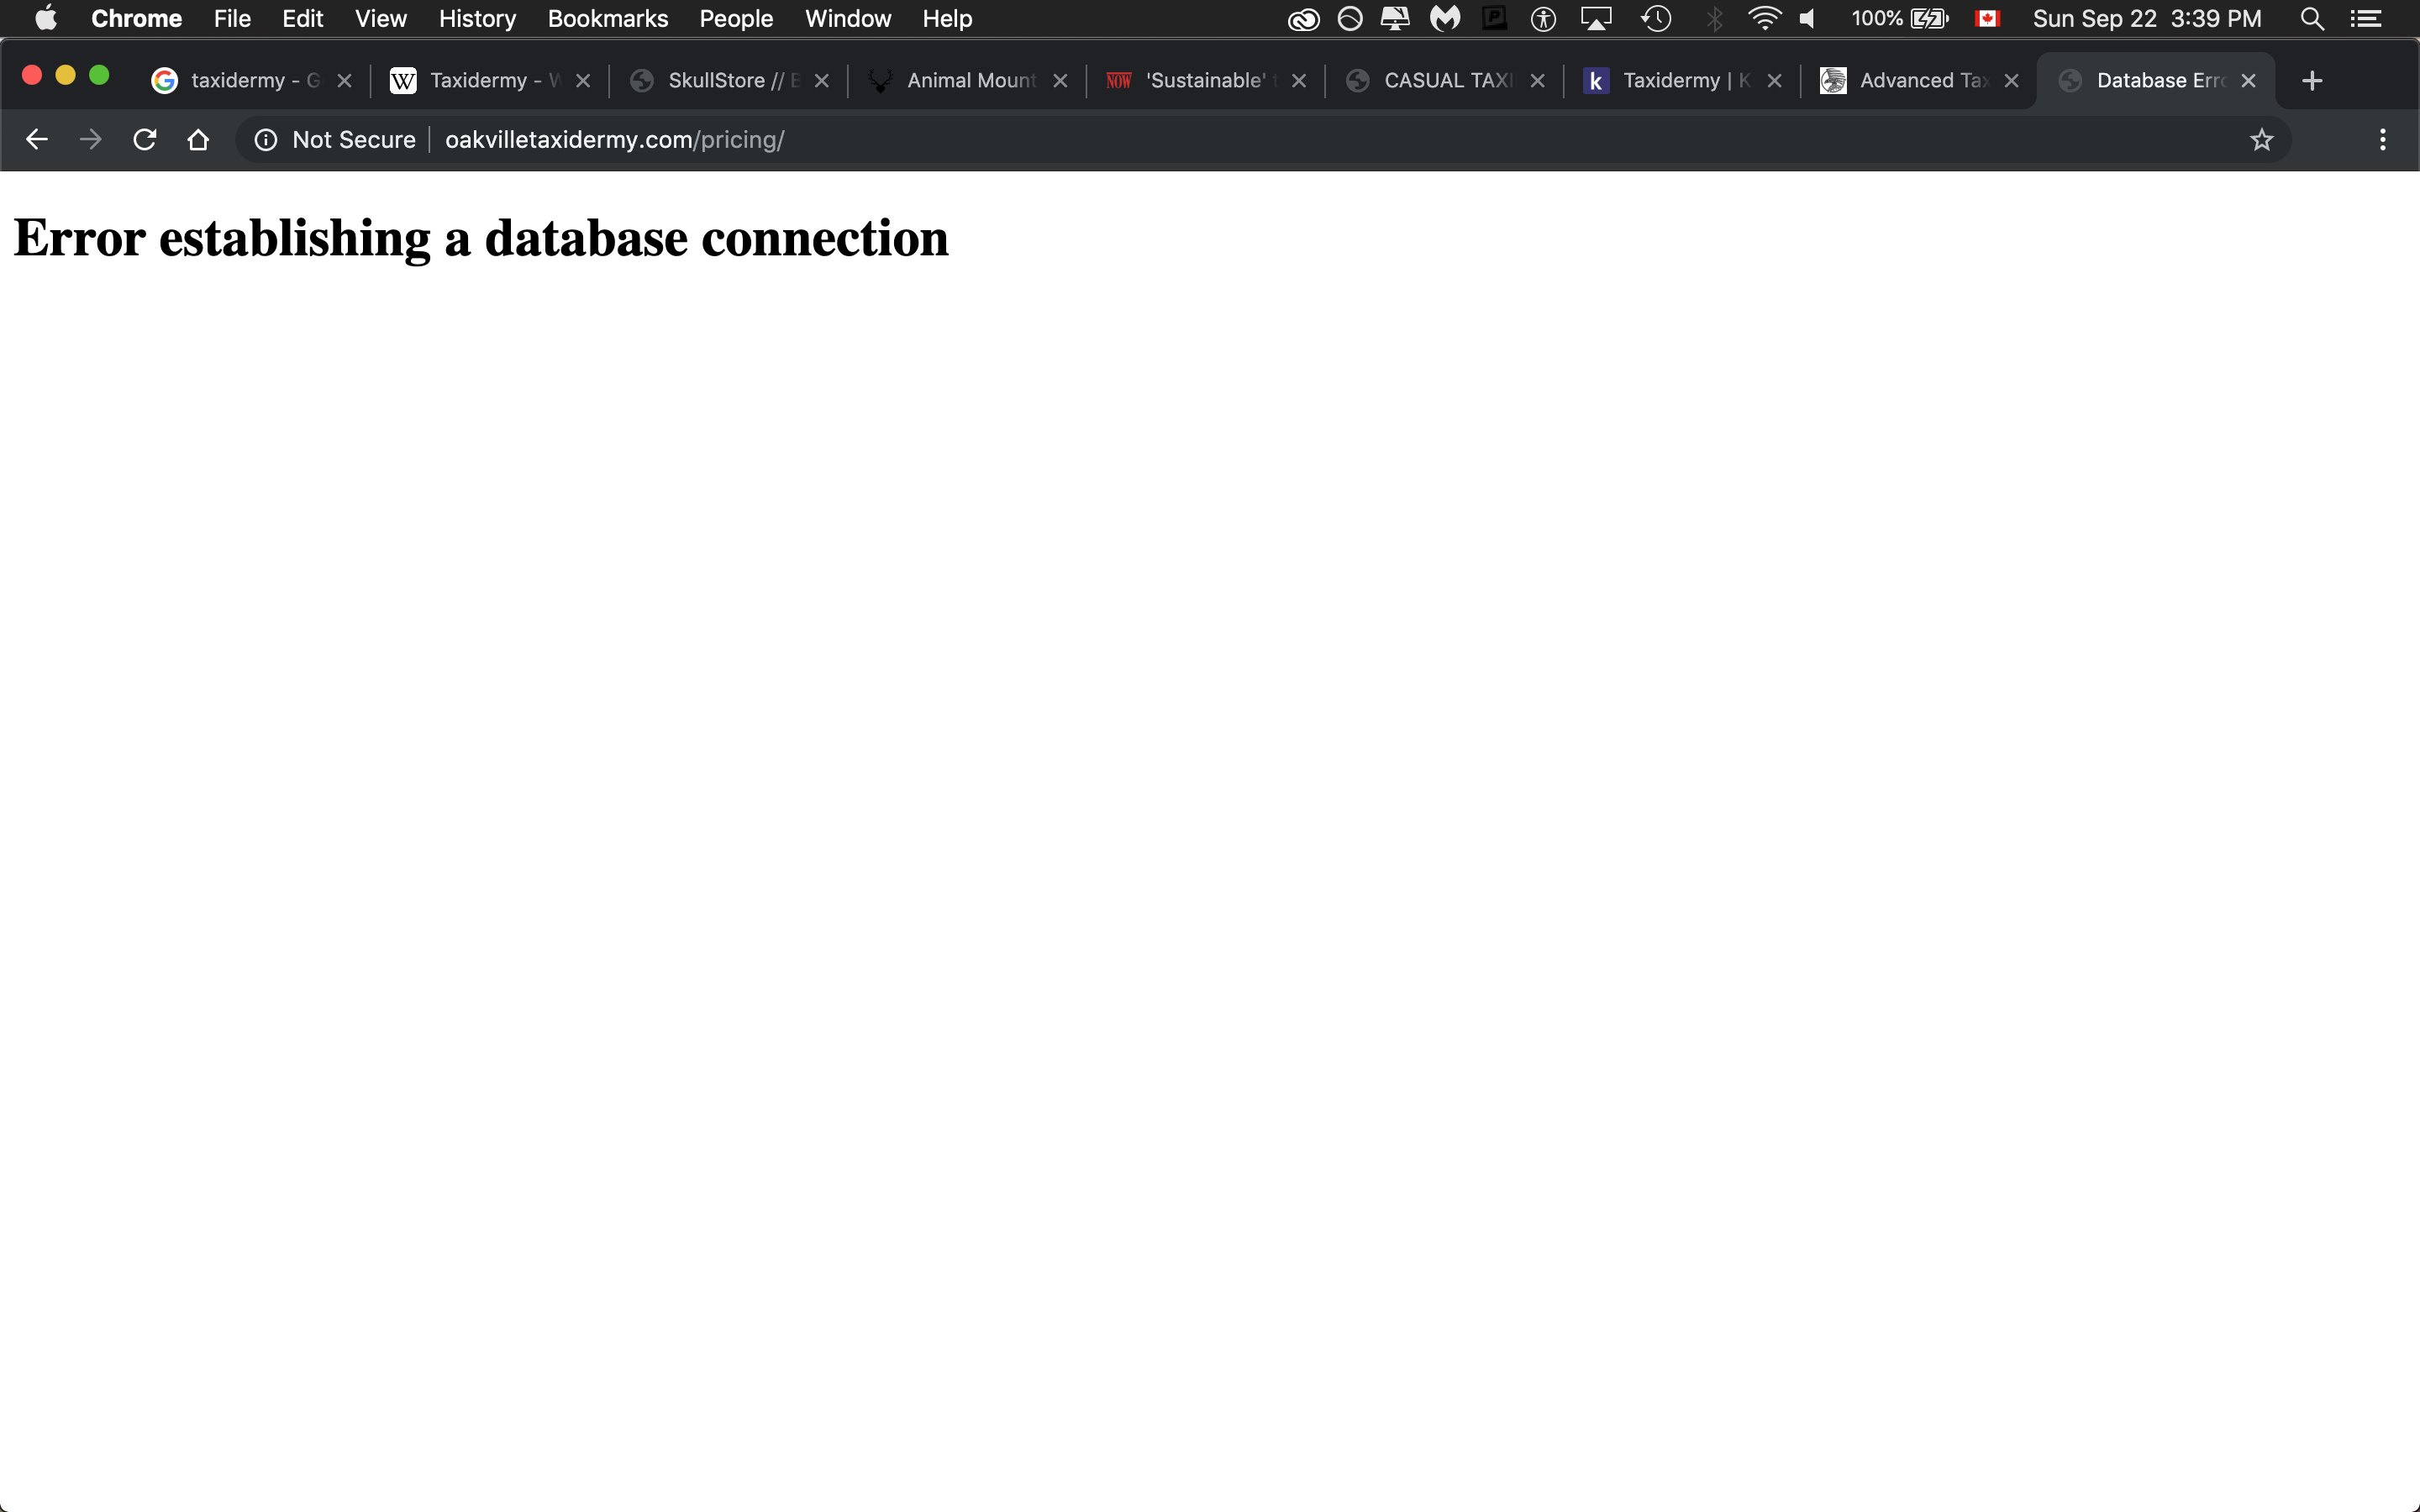 Chrome File Edit View History Bookmarks People Window Help P 100% Sun Sep 22 3:39 PM
taxidermy - G W Taxidermy - W SkullStore // B Animal Mount NOW 'Sustainable' t CASUAL TAXI k Taxidermy | K Advanced Tax Database Erro
Not Secure oakvilletaxidermy.com/pricing/
Error establishing a database connection